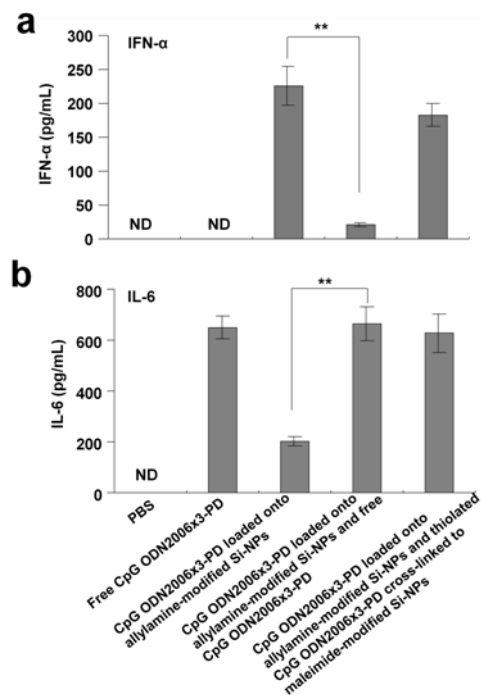 a
IFN-α
**
300
250
200
150
100
50
0
IFN-α (pg/mL)
ND
ND
b
IL-6
**
800
600
400
200
0
IL-6 (pg/mL)
ND
PBS
Free CpG ODN2006x3-PD
CpG ODN2006x3-PD loaded onto
allylamine-modified Si-NPs
CpG ODN2006x3-PD loaded onto
allylamine-modified Si-NPs and free
CpG ODN2006x3-PD
CpG ODN2006x3-PD loaded onto
allylamine-modified Si-NPs and thiolated
CpG ODN2006x3-PD cross-linked to
maleimide-modified Si-NPs